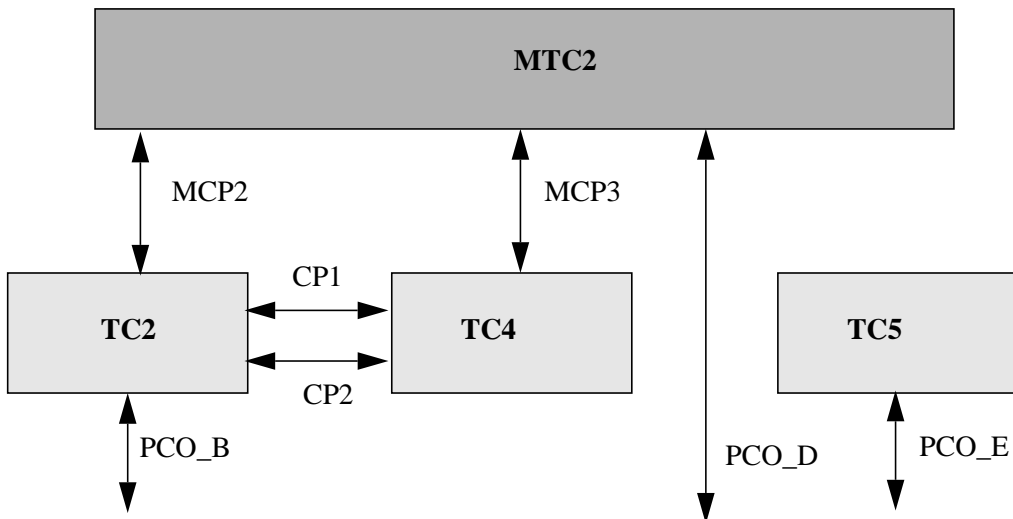 MTC2
MCP2
MCP3
CP1
TC2
TC4
TC5
CP2
PCO_B
PCO_D
PCO_E